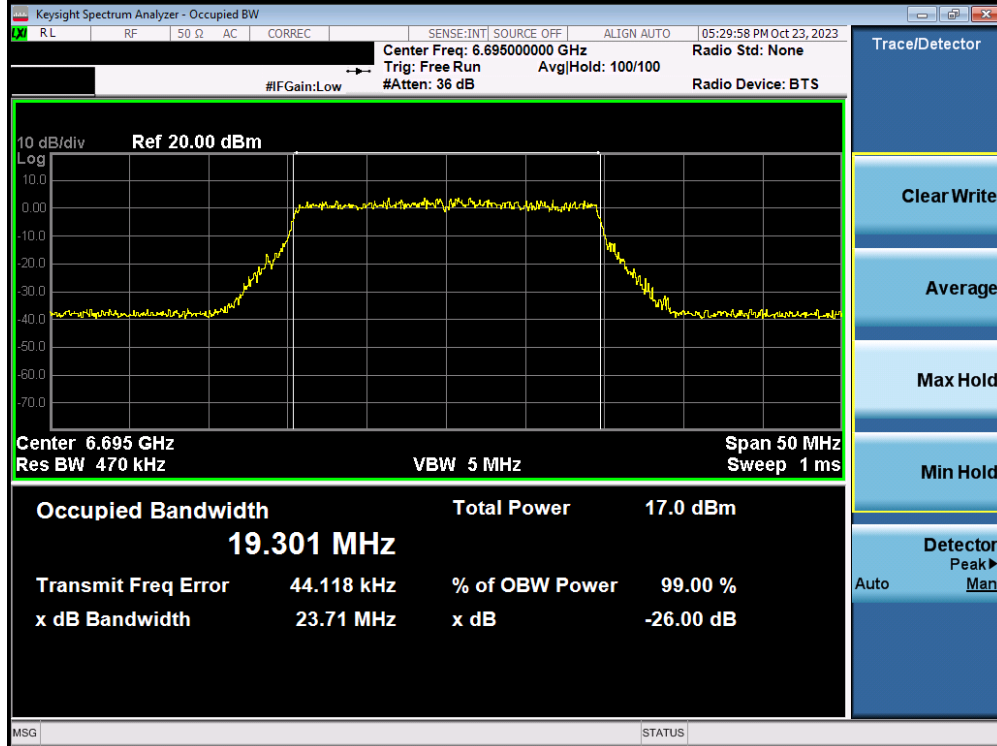 Keysight Spectrum Analyzer - Occupied BW
LXI RL RF 50 Ω AC CORREC SENSE:INT SOURCE OFF ALIGN AUTO 05:29:58 PM Oct 23, 2023
Center Freq: 6.695000000 GHz Radio Std: None
Trig: Free Run Avg|Hold: 100/100
#IFGain:Low #Atten: 36 dB Radio Device: BTS
10 dB/div Ref 20.00 dBm
Log
10.0
0.00
-10.0
-20.0
-30.0
-40.0
-50.0
-60.0
-70.0
Center 6.695 GHz Span 50 MHz
Res BW 470 kHz VBW 5 MHz Sweep 1 ms
Occupied Bandwidth Total Power 17.0 dBm
19.301 MHz
Transmit Freq Error 44.118 kHz % of OBW Power 99.00 %
x dB Bandwidth 23.71 MHz x dB -26.00 dB
MSG STATUS
Trace/Detector
Clear Write
Average
Max Hold
Min Hold
Detector
Peak▶
Auto Man